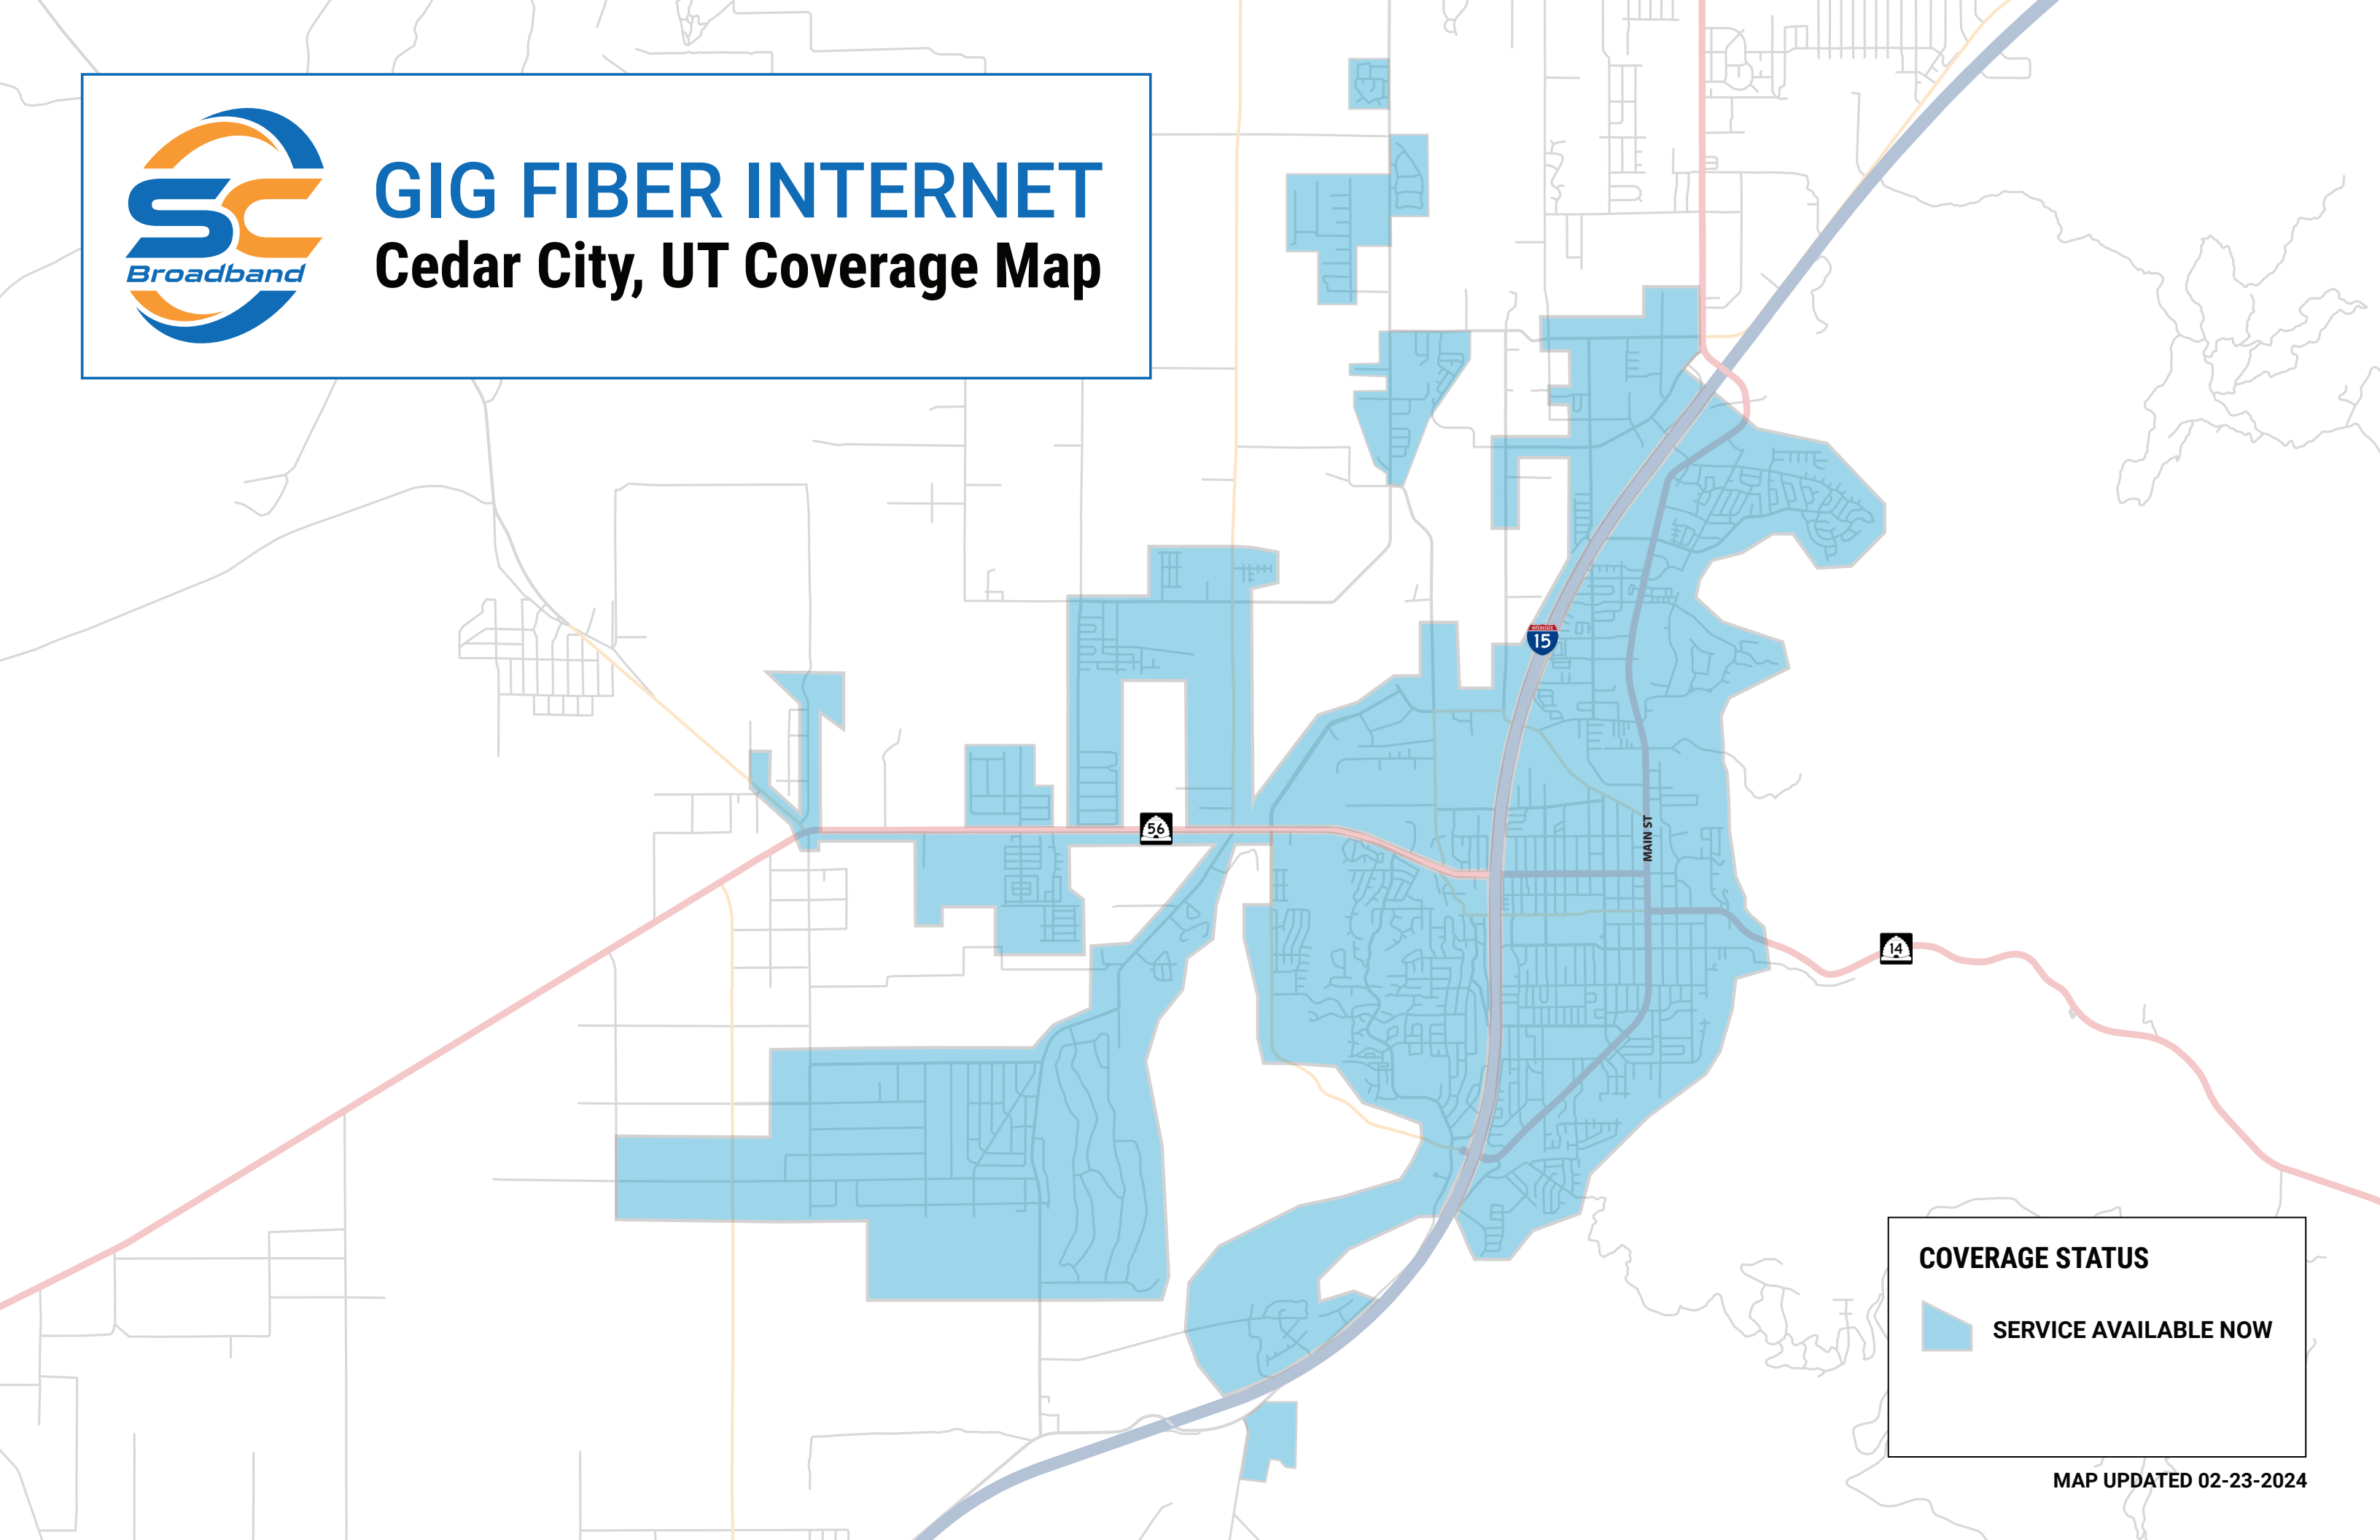 SC
Broadband
GIG FIBER INTERNET
Cedar City, UT Coverage Map
INTERSTATE
15
56
MAIN ST
14
COVERAGE STATUS
SERVICE AVAILABLE NOW
MAP UPDATED 02-23-2024